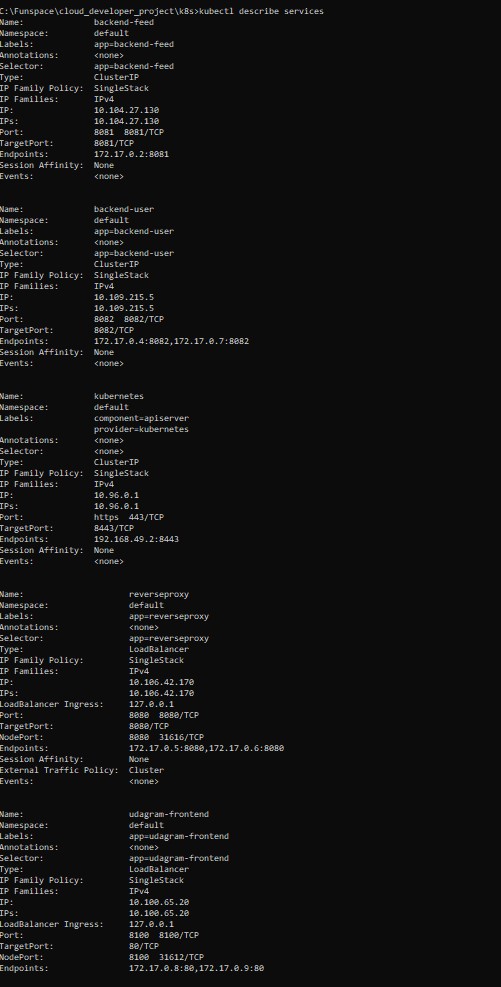 C:\Funspace\cloud_developer_project\k8s>kubectl describe services
Name: backend-feed
Namespace: default
Labels: app=backend-feed
Annotations: <none>
Selector: app=backend-feed
Type: ClusterIP
IP Family Policy: SingleStack
IP Families: IPv4
IP: 10.104.27.130
IPs: 10.104.27.130
Port: 8081 8081/TCP
TargetPort: 8081/TCP
Endpoints: 172.17.0.2:8081
Session Affinity: None
Events: <none>
Name: backend-user
Namespace: default
Labels: app=backend-user
Annotations: <none>
Selector: app=backend-user
Type: ClusterIP
IP Family Policy: SingleStack
IP Families: IPv4
IP: 10.109.215.5
IPs: 10.109.215.5
Port: 8082 8082/TCP
TargetPort: 8082/TCP
Endpoints: 172.17.0.4:8082,172.17.0.7:8082
Session Affinity: None
Events: <none>
Name: kubernetes
Namespace: default
Labels: component=apiserver
provider=kubernetes
Annotations: <none>
Selector: <none>
Type: ClusterIP
IP Family Policy: SingleStack
IP Families: IPv4
IP: 10.96.0.1
IPs: 10.96.0.1
Port: https 443/TCP
TargetPort: 8443/TCP
Endpoints: 192.168.49.2:8443
Session Affinity: None
Events: <none>
Name: reverseproxy
Namespace: default
Labels: app=reverseproxy
Annotations: <none>
Selector: app=reverseproxy
Type: LoadBalancer
IP Family Policy: SingleStack
IP Families: IPv4
IP: 10.106.42.170
IPs: 10.106.42.170
LoadBalancer Ingress: 127.0.0.1
Port: 8080 8080/TCP
TargetPort: 8080/TCP
NodePort: 8080 31616/TCP
Endpoints: 172.17.0.5:8080,172.17.0.6:8080
Session Affinity: None
External Traffic Policy: Cluster
Events: <none>
Name: udagram-frontend
Namespace: default
Labels: app=udagram-frontend
Annotations: <none>
Selector: app=udagram-frontend
Type: LoadBalancer
IP Family Policy: SingleStack
IP Families: IPv4
IP: 10.100.65.20
IPs: 10.100.65.20
LoadBalancer Ingress: 127.0.0.1
Port: 8100 8100/TCP
TargetPort: 80/TCP
NodePort: 8100 31612/TCP
Endpoints: 172.17.0.8:80,172.17.0.9:80